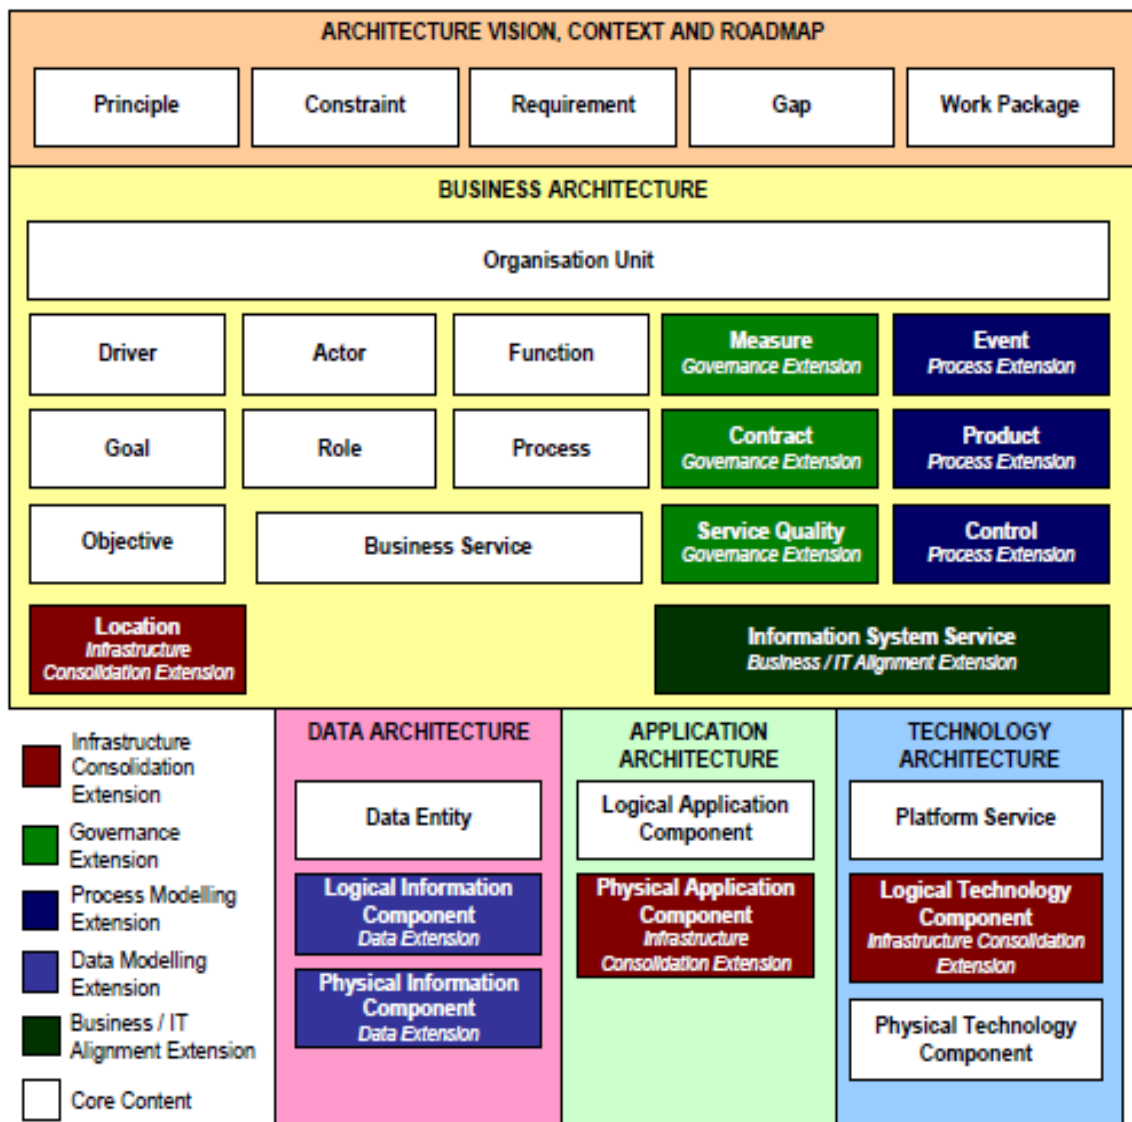 ARCHITECTURE VISION, CONTEXT AND ROADMAP
Principle
Constraint
Requirement
Gap
Work Package
BUSINESS ARCHITECTURE
Organisation Unit
Driver
Actor
Function
Measure
Governance Extension
Event
Process Extension
Goal
Role
Process
Contract
Governance Extension
Product
Process Extension
Objective
Business Service
Service Quality
Governance Extension
Control
Process Extension
Location
Infrastructure
Consolidation Extension
Information System Service
Business / IT Alignment Extension
Infrastructure
Consolidation
Extension
Governance
Extension
Process Modelling
Extension
Data Modelling
Extension
Business / IT
Alignment Extension
Core Content
DATA ARCHITECTURE
Data Entity
Logical Information
Component
Data Extension
Physical Information
Component
Data Extension
APPLICATION
ARCHITECTURE
Logical Application
Component
Physical Application
Component
Infrastructure
Consolidation Extension
TECHNOLOGY
ARCHITECTURE
Platform Service
Logical Technology
Component
Infrastructure Consolidation
Extension
Physical Technology
Component